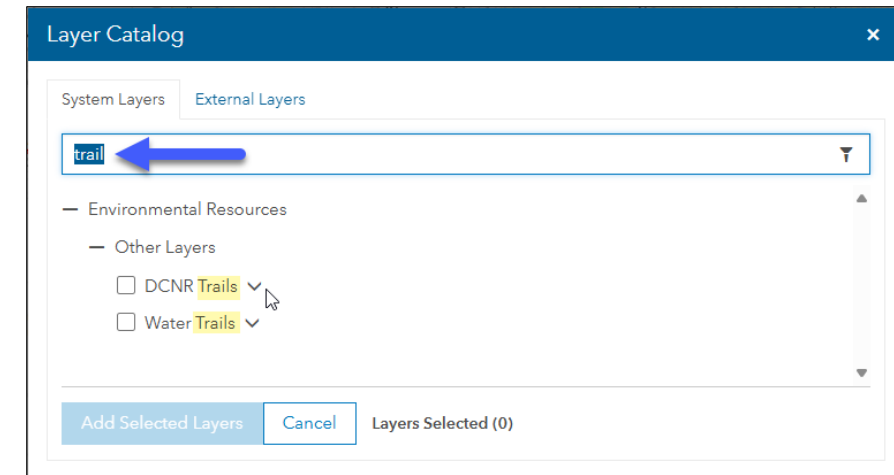 Layer Catalog
System Layers External Layers
trail
Environmental Resources
Other Layers
DCNR Trails
Water Trails
Add Selected Layers Cancel Layers Selected (0)